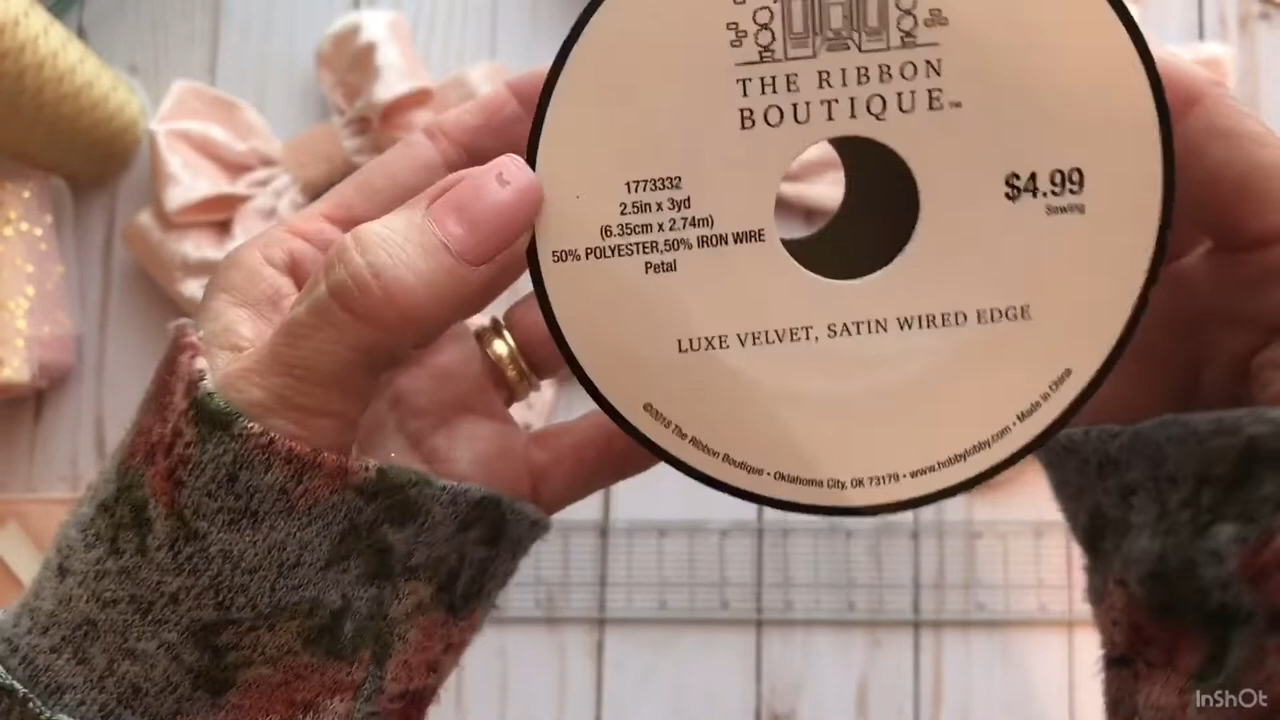 THE RIBBON
BOUTIQUE™
1773332
2.5in x 3yd
(6.35cm x 2.74m)
50% POLYESTER,50% IRON WIRE
Petal
$4.99
Sewing
LUXE VELVET, SATIN WIRED EDGE
©2018 The Ribbon Boutique • Oklahoma City, OK 73179 • www.hobbylobby.com • Made in China
InShOt